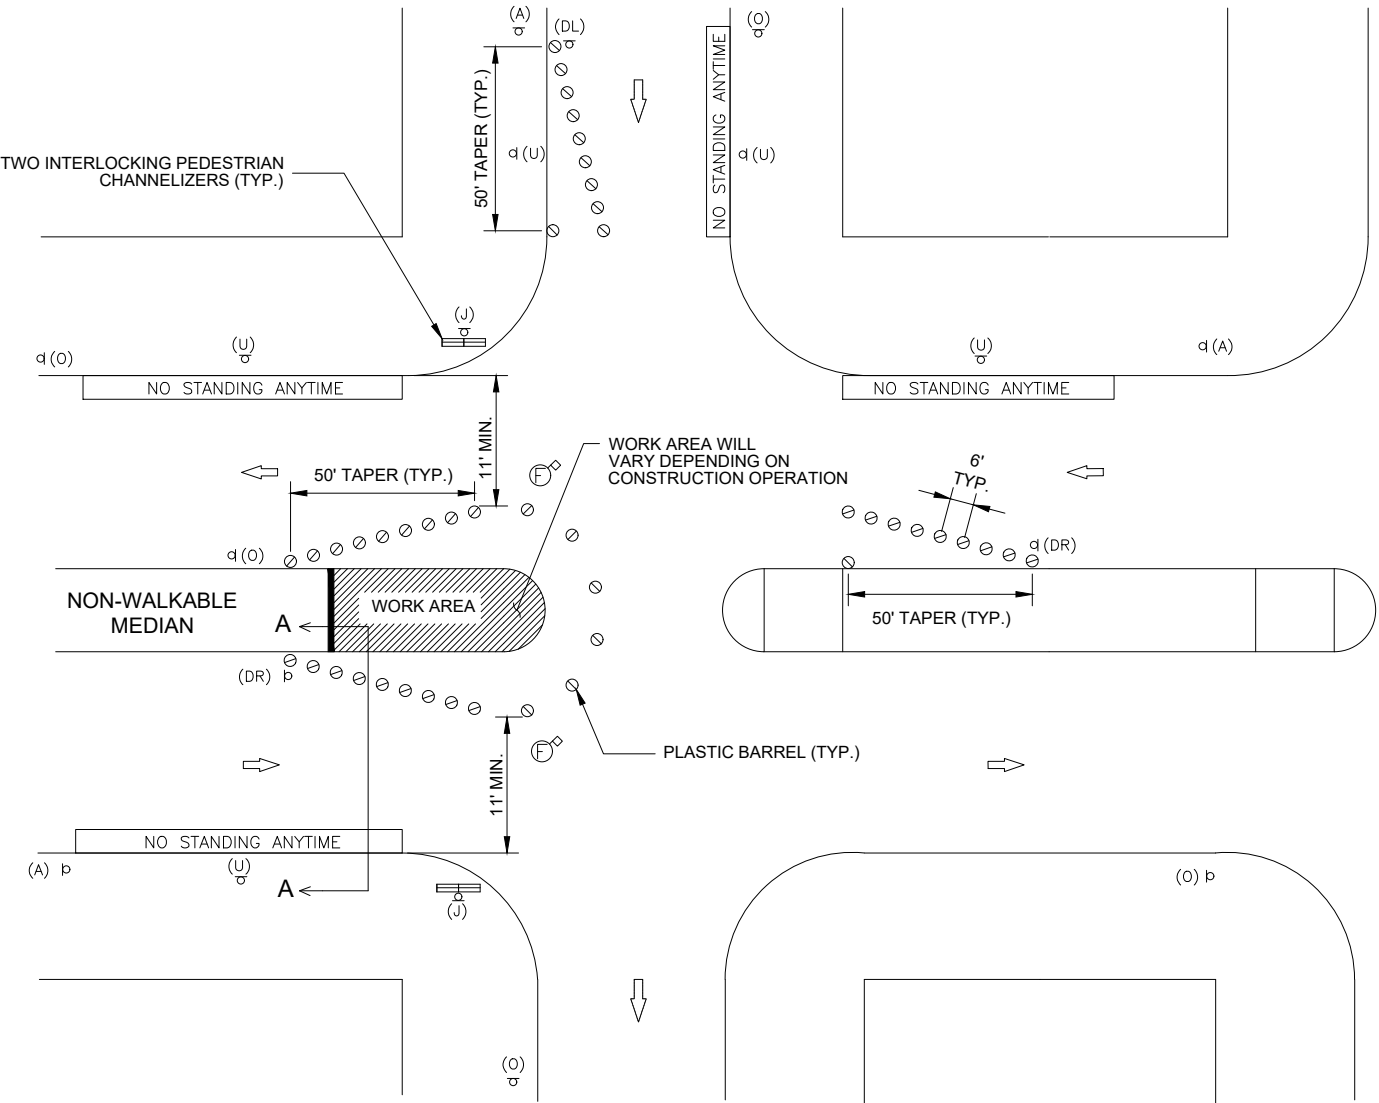 (A)
(DL)
(O)
50' TAPER (TYP.)
(U)
NO STANDING ANYTIME
(U)
TWO INTERLOCKING PEDESTRIAN
CHANNELIZERS (TYP.)
(J)
(O)
(U)
(U)
(A)
NO STANDING ANYTIME
NO STANDING ANYTIME
11' MIN.
50' TAPER (TYP.)
F
WORK AREA WILL
VARY DEPENDING ON
CONSTRUCTION OPERATION
6'
TYP.
(O)
(DR)
NON-WALKABLE
MEDIAN
WORK AREA
A
50' TAPER (TYP.)
(DR)
F
PLASTIC BARREL (TYP.)
11' MIN.
NO STANDING ANYTIME
(A)
(U)
A
(J)
(O)
(O)